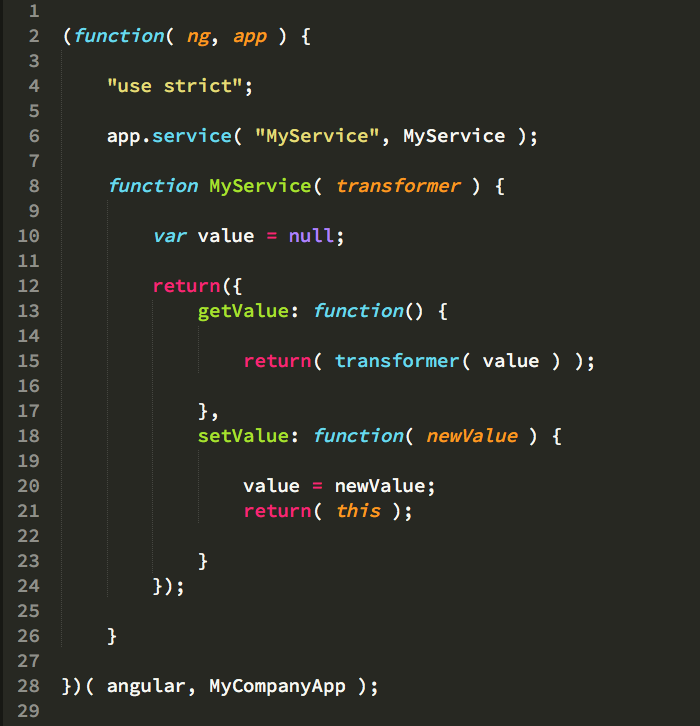 1
2 (function( ng, app ) {
3
4 "use strict";
5
6 app.service( "MyService", MyService );
7
8 function MyService( transformer ) {
9
10 var value = null;
11
12 return({
13 getValue: function() {
14
15 return( transformer( value ) );
16
17 },
18 setValue: function( newValue ) {
19
20 value = newValue;
21 return( this );
22
23 }
24 });
25
26 }
27
28 })( angular, MyCompanyApp );
29